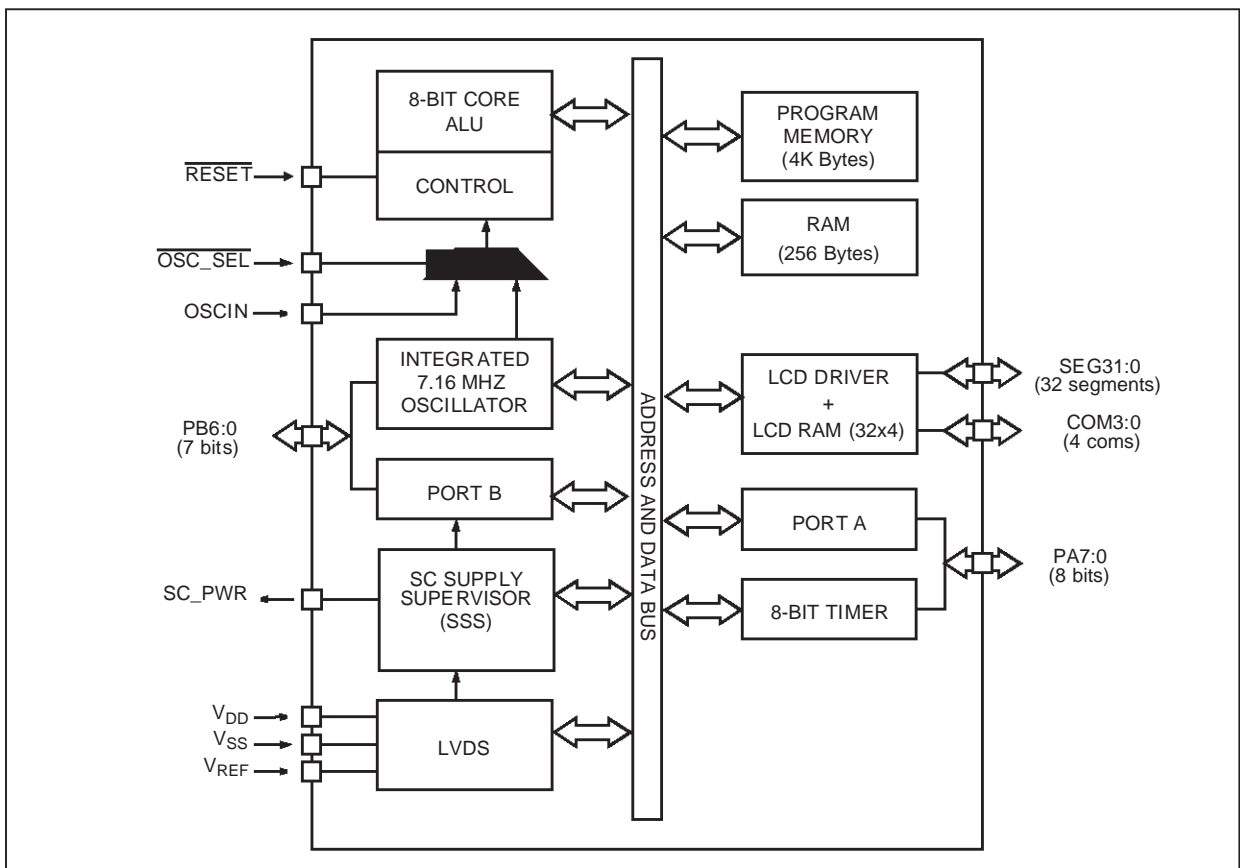 8-BIT CORE
ALU
CONTROL
RESET
OSC_SEL
OSCIN
INTEGRATED
7.16 MHZ
OSCILLATOR
PB6:0
(7 bits)
PORT B
SC_PWR
SC SUPPLY
SUPERVISOR
(SSS)
VDD
VSS
VREF
LVDS
ADDRESS AND DATA BUS
PROGRAM
MEMORY
(4K Bytes)
RAM
(256 Bytes)
LCD DRIVER
+
LCD RAM (32x4)
SEG31:0
(32 segments)
COM3:0
(4 coms)
PORT A
PA7:0
(8 bits)
8-BIT TIMER